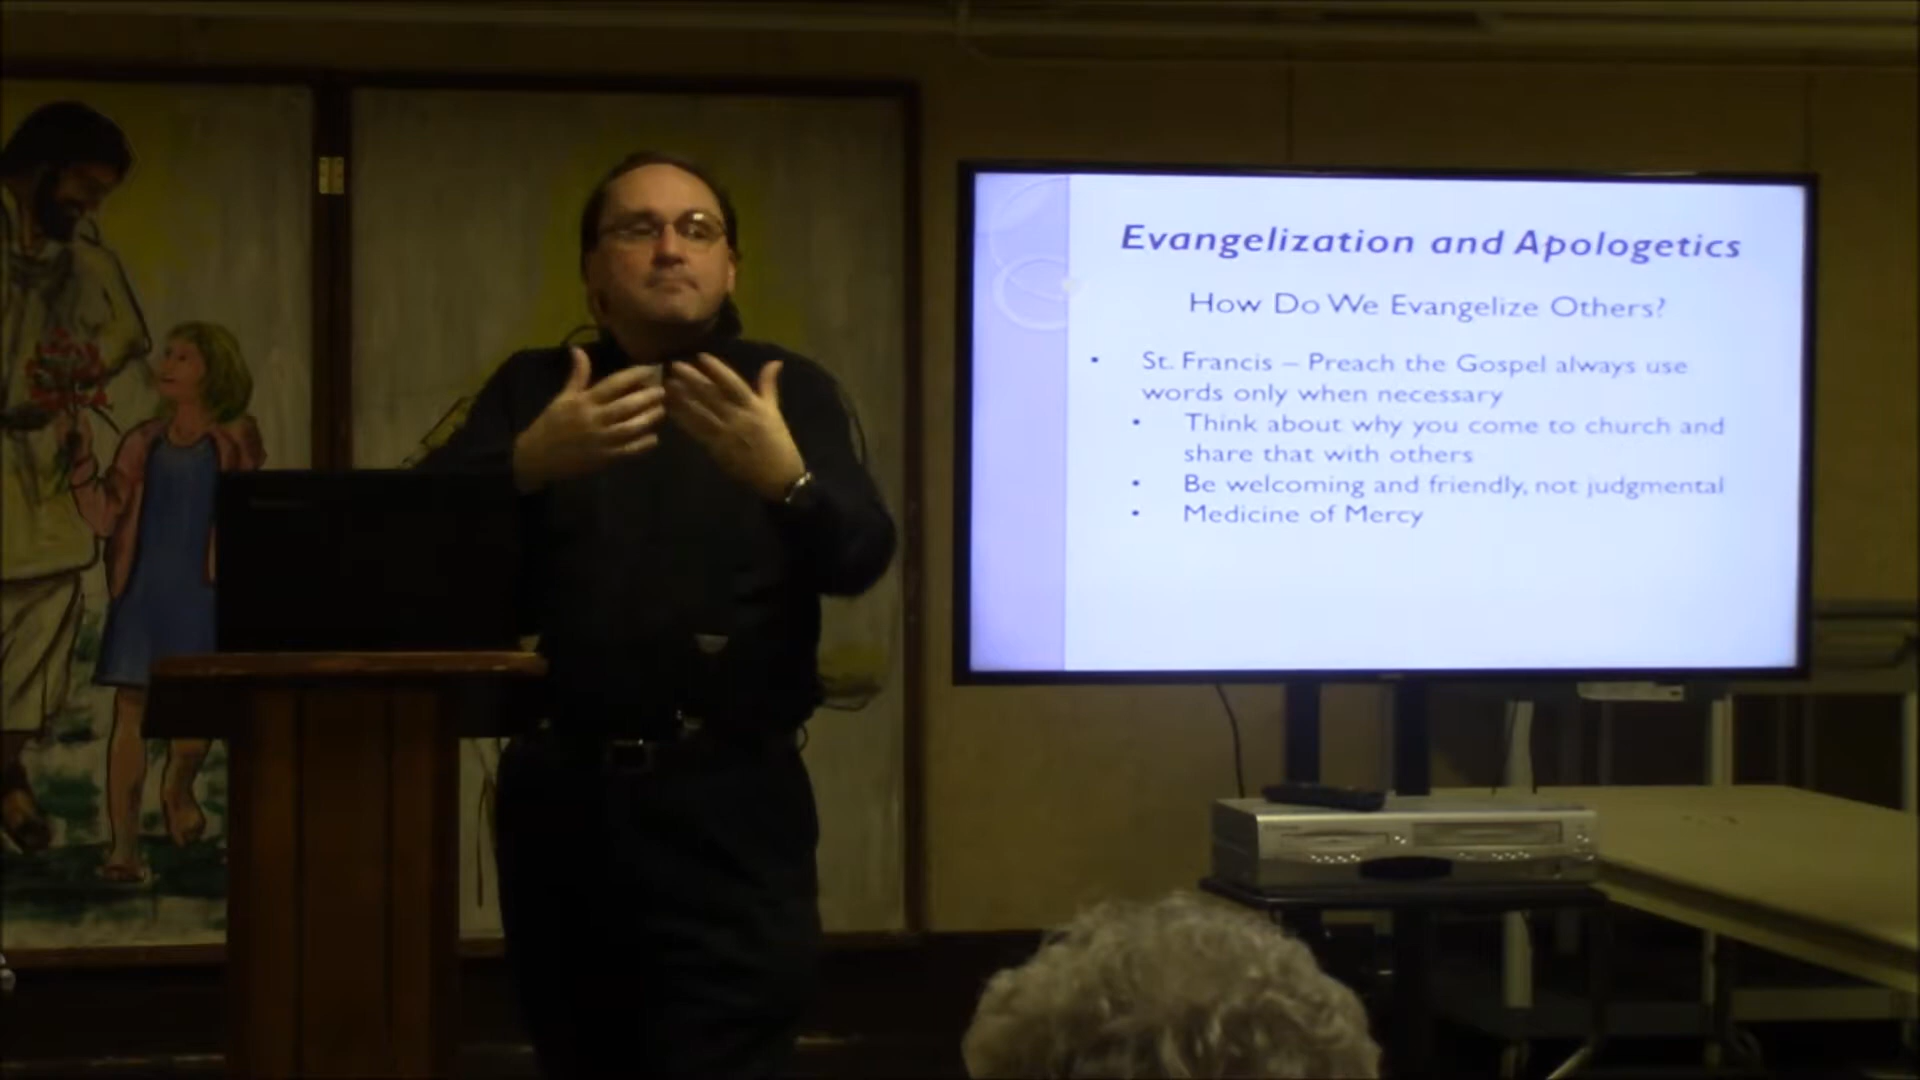 Evangelization and Apologetics
How Do We Evangelize Others?
• St. Francis – Preach the Gospel always use
words only when necessary
• Think about why you come to church and
share that with others
• Be welcoming and friendly, not judgmental
• Medicine of Mercy